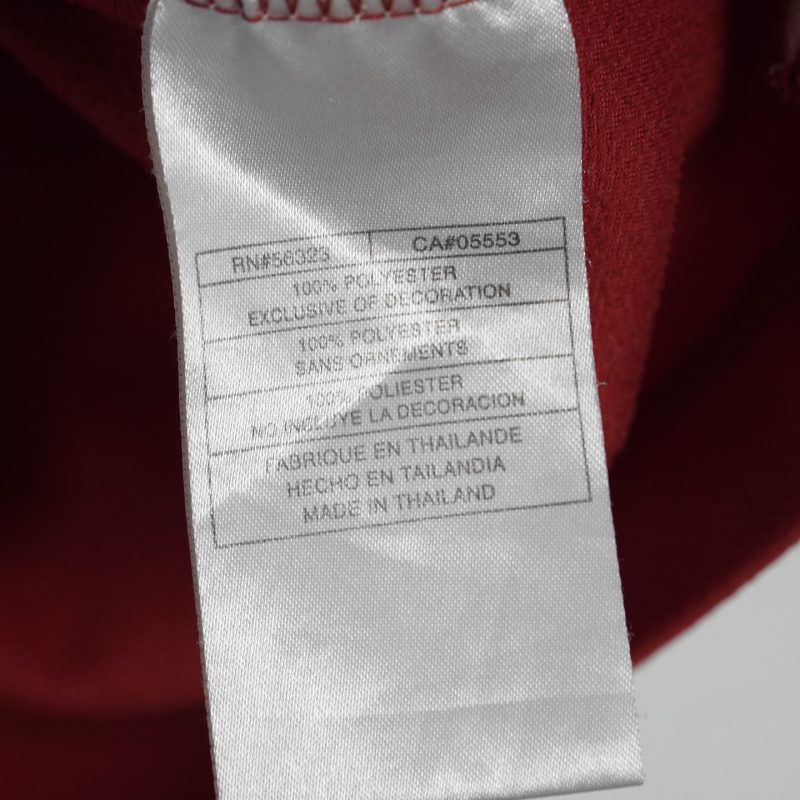 RN#56323 CA#05553
100% POLYESTER
EXCLUSIVE OF DECORATION
100% POLYESTER
SANS ORNEMENTS
100% POLIESTER
NO INCLUYE LA DECORACION
FABRIQUE EN THAILANDE
HECHO EN TAILANDIA
MADE IN THAILAND